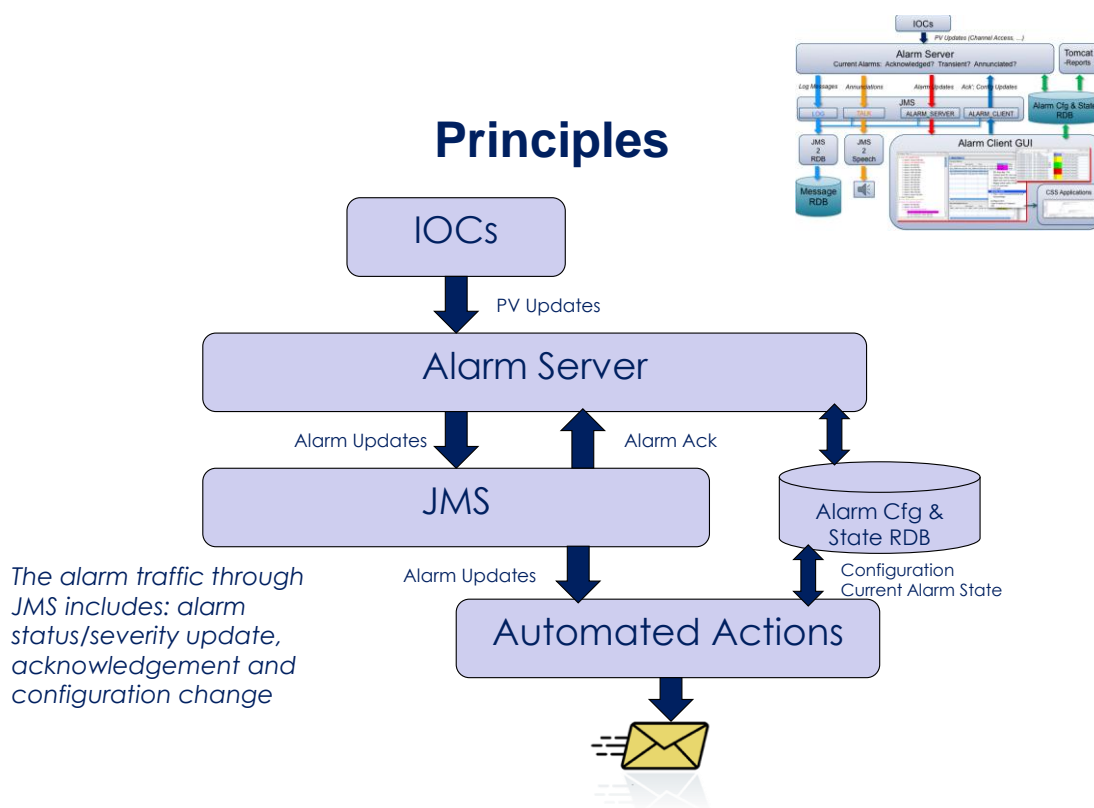 IOCs
PV Updates (Channel Access, ...)
Alarm Server
Current Alarms: Acknowledged? Transient? Annunciated?
Tomcat
-Reports
Log Messages
Annunciations
Alarm Updates
Ack'; Config Updates
JMS
LOG
TALK
ALARM_SERVER
ALARM_CLIENT
Alarm Cfg & State
RDB
JMS
2
RDB
JMS
2
Speech
Alarm Client GUI
Message
RDB
CSS Applications
Principles
IOCs
PV Updates
Alarm Server
Alarm Updates
Alarm Ack
JMS
Alarm Cfg &
State RDB
Alarm Updates
Configuration
Current Alarm State
The alarm traffic through
JMS includes: alarm
status/severity update,
acknowledgement and
configuration change
Automated Actions